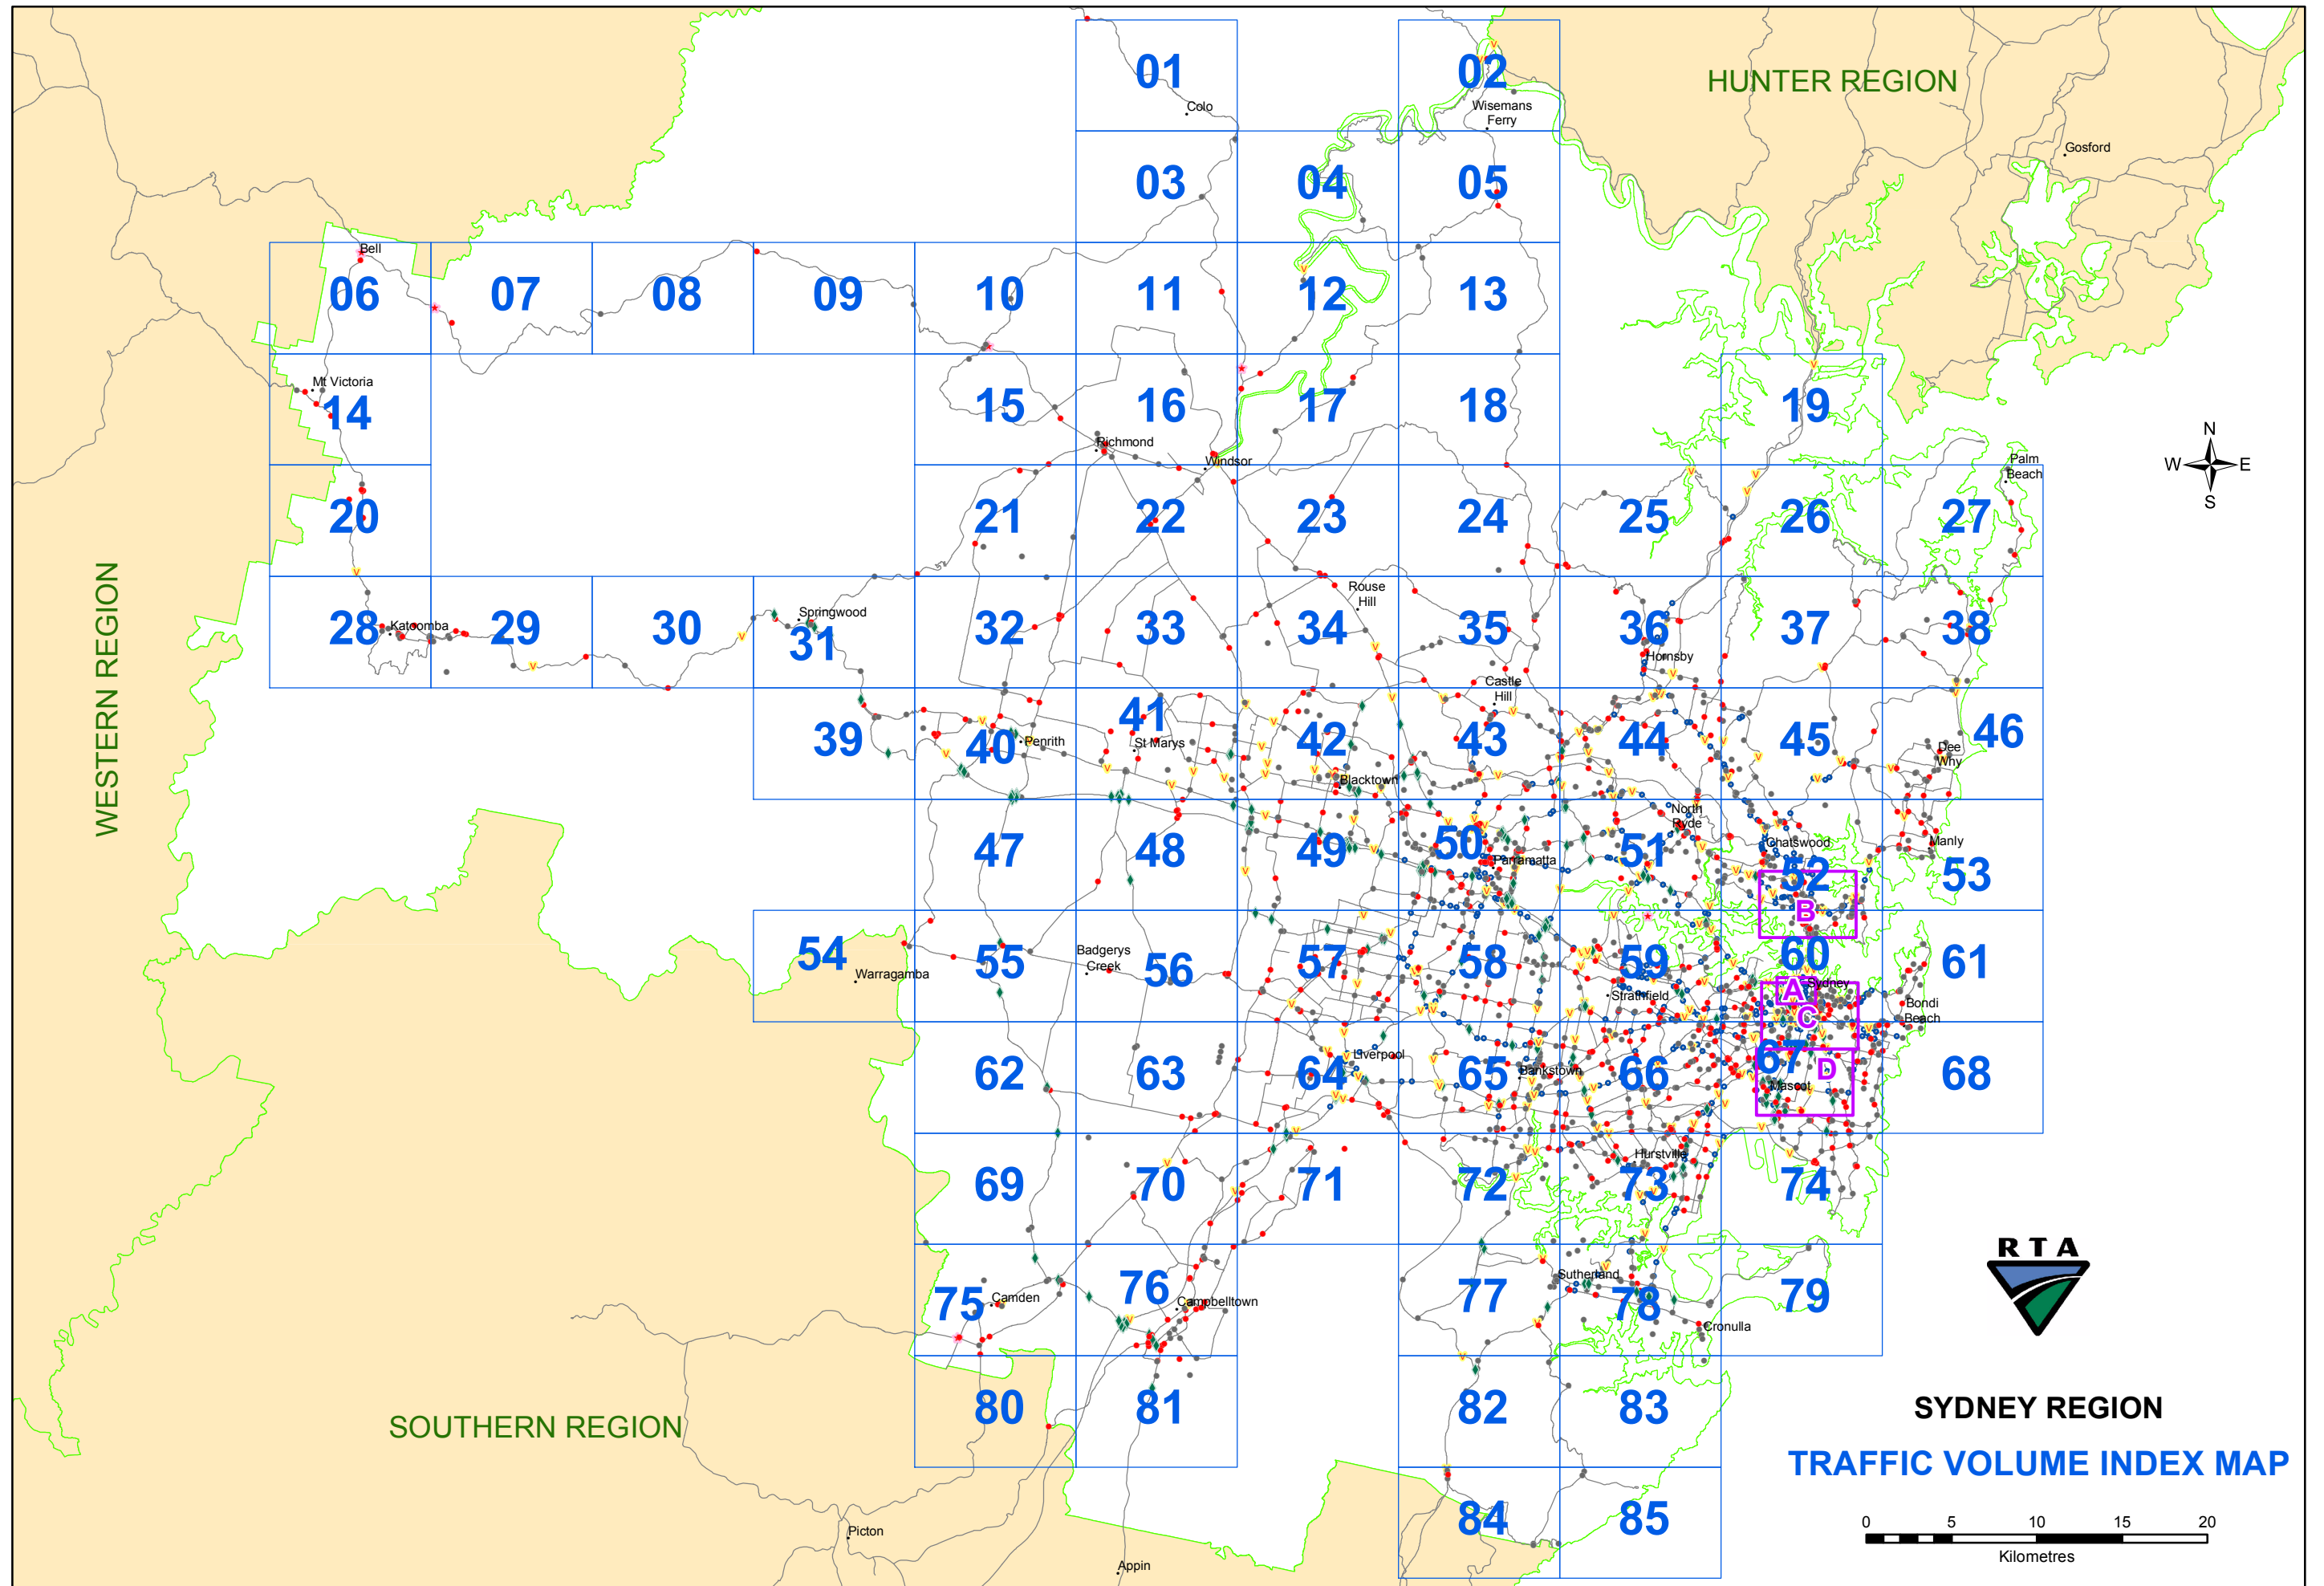 01
02
HUNTER REGION
Colo
Wisemans
Ferry
Gosford
03
04
05
Bell
06
07
08
09
10
11
12
13
Mt Victoria
14
15
16
17
18
19
Richmond
Windsor
N
W
E
S
Palm
Beach
20
21
22
23
24
25
26
27
WESTERN REGION
Rouse
Hill
Katoomba
Springwood
28
29
30
31
32
33
34
35
36
37
38
Hornsby
Castle
Hill
39
40
Penrith
41
St Marys
42
Blacktown
43
44
45
46
Dee
Why
North
Ryde
47
48
49
50
Parramatta
51
Chatswood
52
Manly
53
B
54
Warragamba
55
Badgerys
Creek
56
57
58
59
Strathfield
60
61
A
Sydney
C
Bondi
Beach
62
63
64
Liverpool
65
Bankstown
66
67
D
Mascot
68
69
70
71
72
Hurstville
73
74
75
Camden
76
Campbelltown
77
Sutherland
78
Cronulla
79
RTA
80
81
82
83
SOUTHERN REGION
SYDNEY REGION
TRAFFIC VOLUME INDEX MAP
84
85
0 5 10 15 20
Kilometres
Picton
Appin